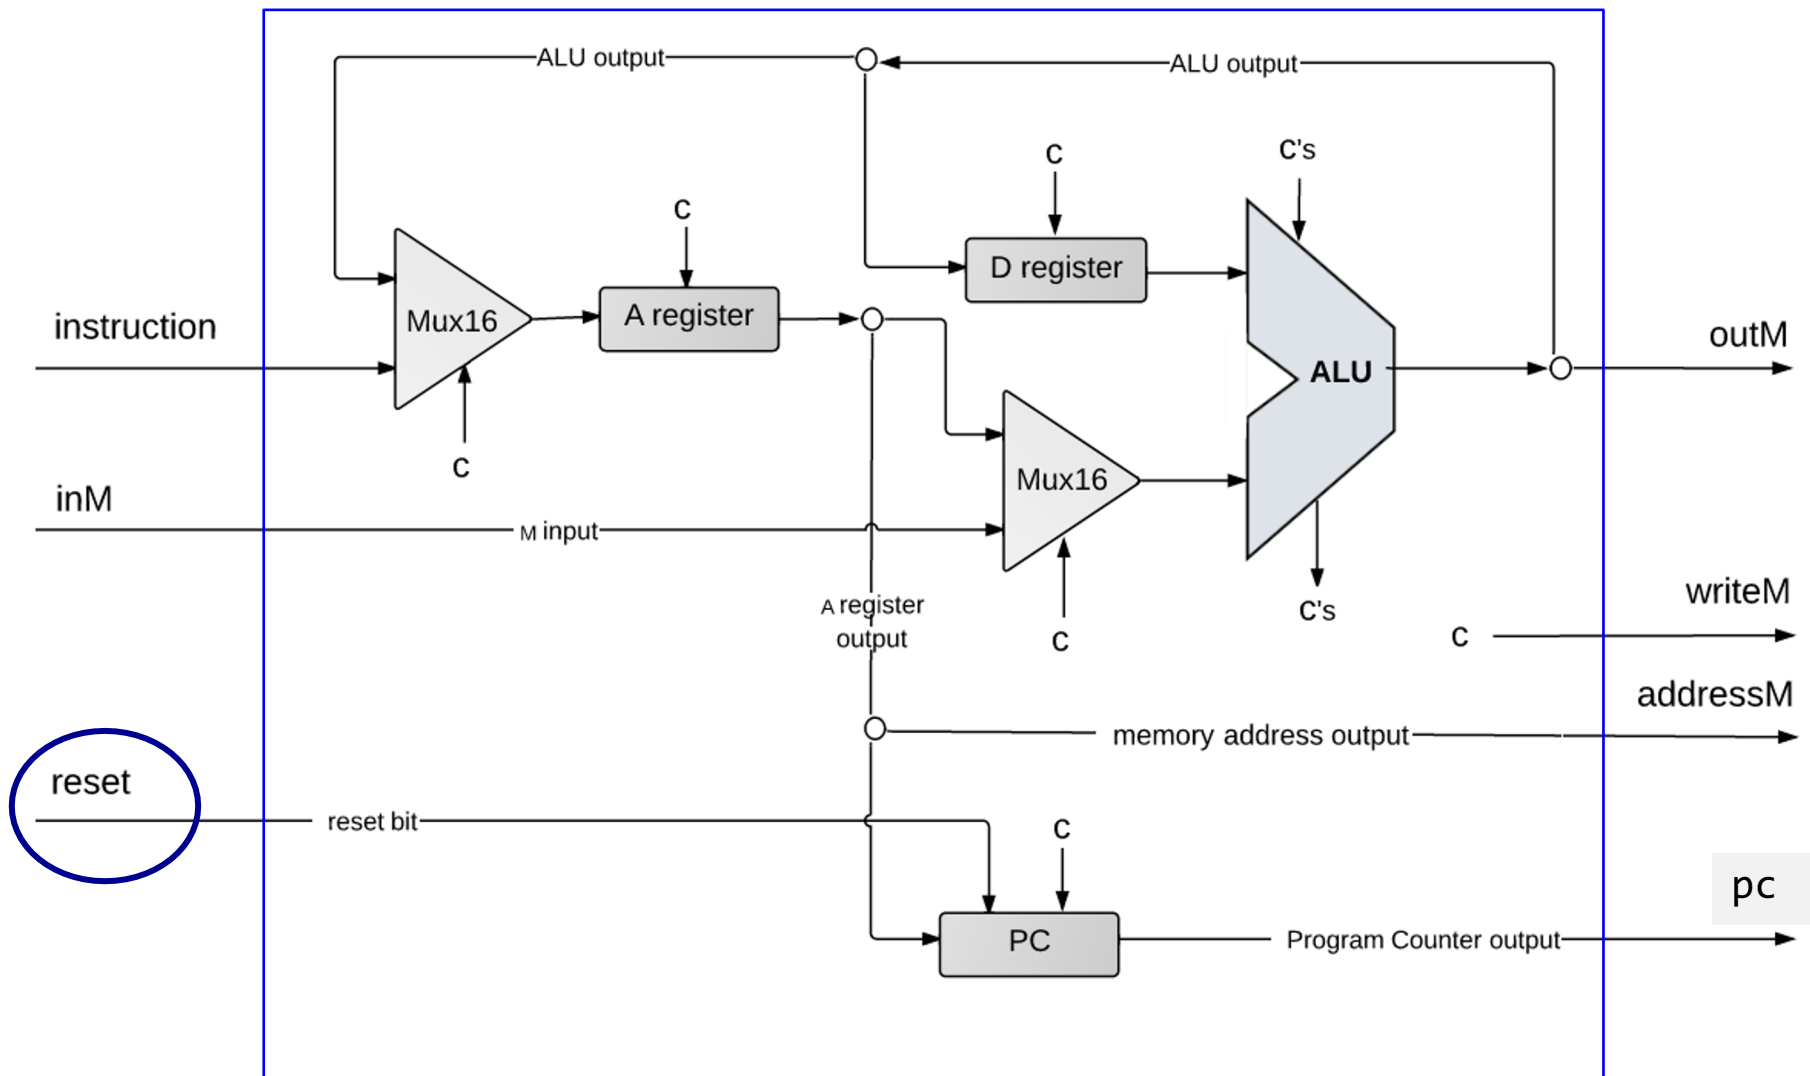 ALU output
ALU output
c's
c
c
instruction
Mux16
A register
D register
ALU
outM
c
inM
M input
Mux16
c's
writeM
A register
output
c
c
addressM
memory address output
reset
reset bit
c
pc
PC
Program Counter output